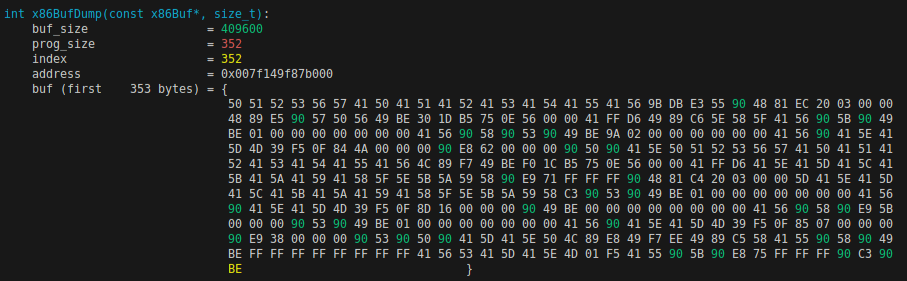 int x86BufDump(const x86Buf*, size_t):
buf_size = 409600
prog_size = 352
index = 352
address = 0x007f149f87b000
buf (first 353 bytes) = {
50 51 52 53 56 57 41 50 41 51 41 52 41 53 41 54 41 55 41 56 9B DB E3 55 90 48 81 EC 20 03 00 00
48 89 E5 90 57 50 56 49 BE 30 1D B5 75 0E 56 00 00 41 FF D6 49 89 C6 5E 58 5F 41 56 90 5B 90 49
BE 01 00 00 00 00 00 00 00 41 56 90 58 90 53 90 49 BE 9A 02 00 00 00 00 00 00 41 56 90 41 5E 41
5D 4D 39 F5 0F 84 4A 00 00 00 90 E8 62 00 00 00 90 50 90 41 5E 50 51 52 53 56 57 41 50 41 51 41
52 41 53 41 54 41 55 41 56 4C 89 F7 49 BE F0 1C B5 75 0E 56 00 00 41 FF D6 41 5E 41 5D 41 5C 41
5B 41 5A 41 59 41 58 5F 5E 5B 5A 59 58 90 E9 71 FF FF FF 90 48 81 C4 20 03 00 00 5D 41 5E 41 5D
41 5C 41 5B 41 5A 41 59 41 58 5F 5E 5B 5A 59 58 C3 90 53 90 49 BE 01 00 00 00 00 00 00 00 41 56
90 41 5E 41 5D 4D 39 F5 0F 8D 16 00 00 00 90 49 BE 00 00 00 00 00 00 00 00 41 56 90 58 90 E9 5B
00 00 00 90 53 90 49 BE 01 00 00 00 00 00 00 00 41 56 90 41 5E 41 5D 4D 39 F5 0F 85 07 00 00 00
90 E9 38 00 00 00 90 53 90 50 90 41 5D 41 5E 50 4C 89 E8 49 F7 EE 49 89 C5 58 41 55 90 58 90 49
BE FF FF FF FF FF FF FF FF 41 56 53 41 5D 41 5E 4D 01 F5 41 55 90 5B 90 E8 75 FF FF FF 90 C3 90
BE }